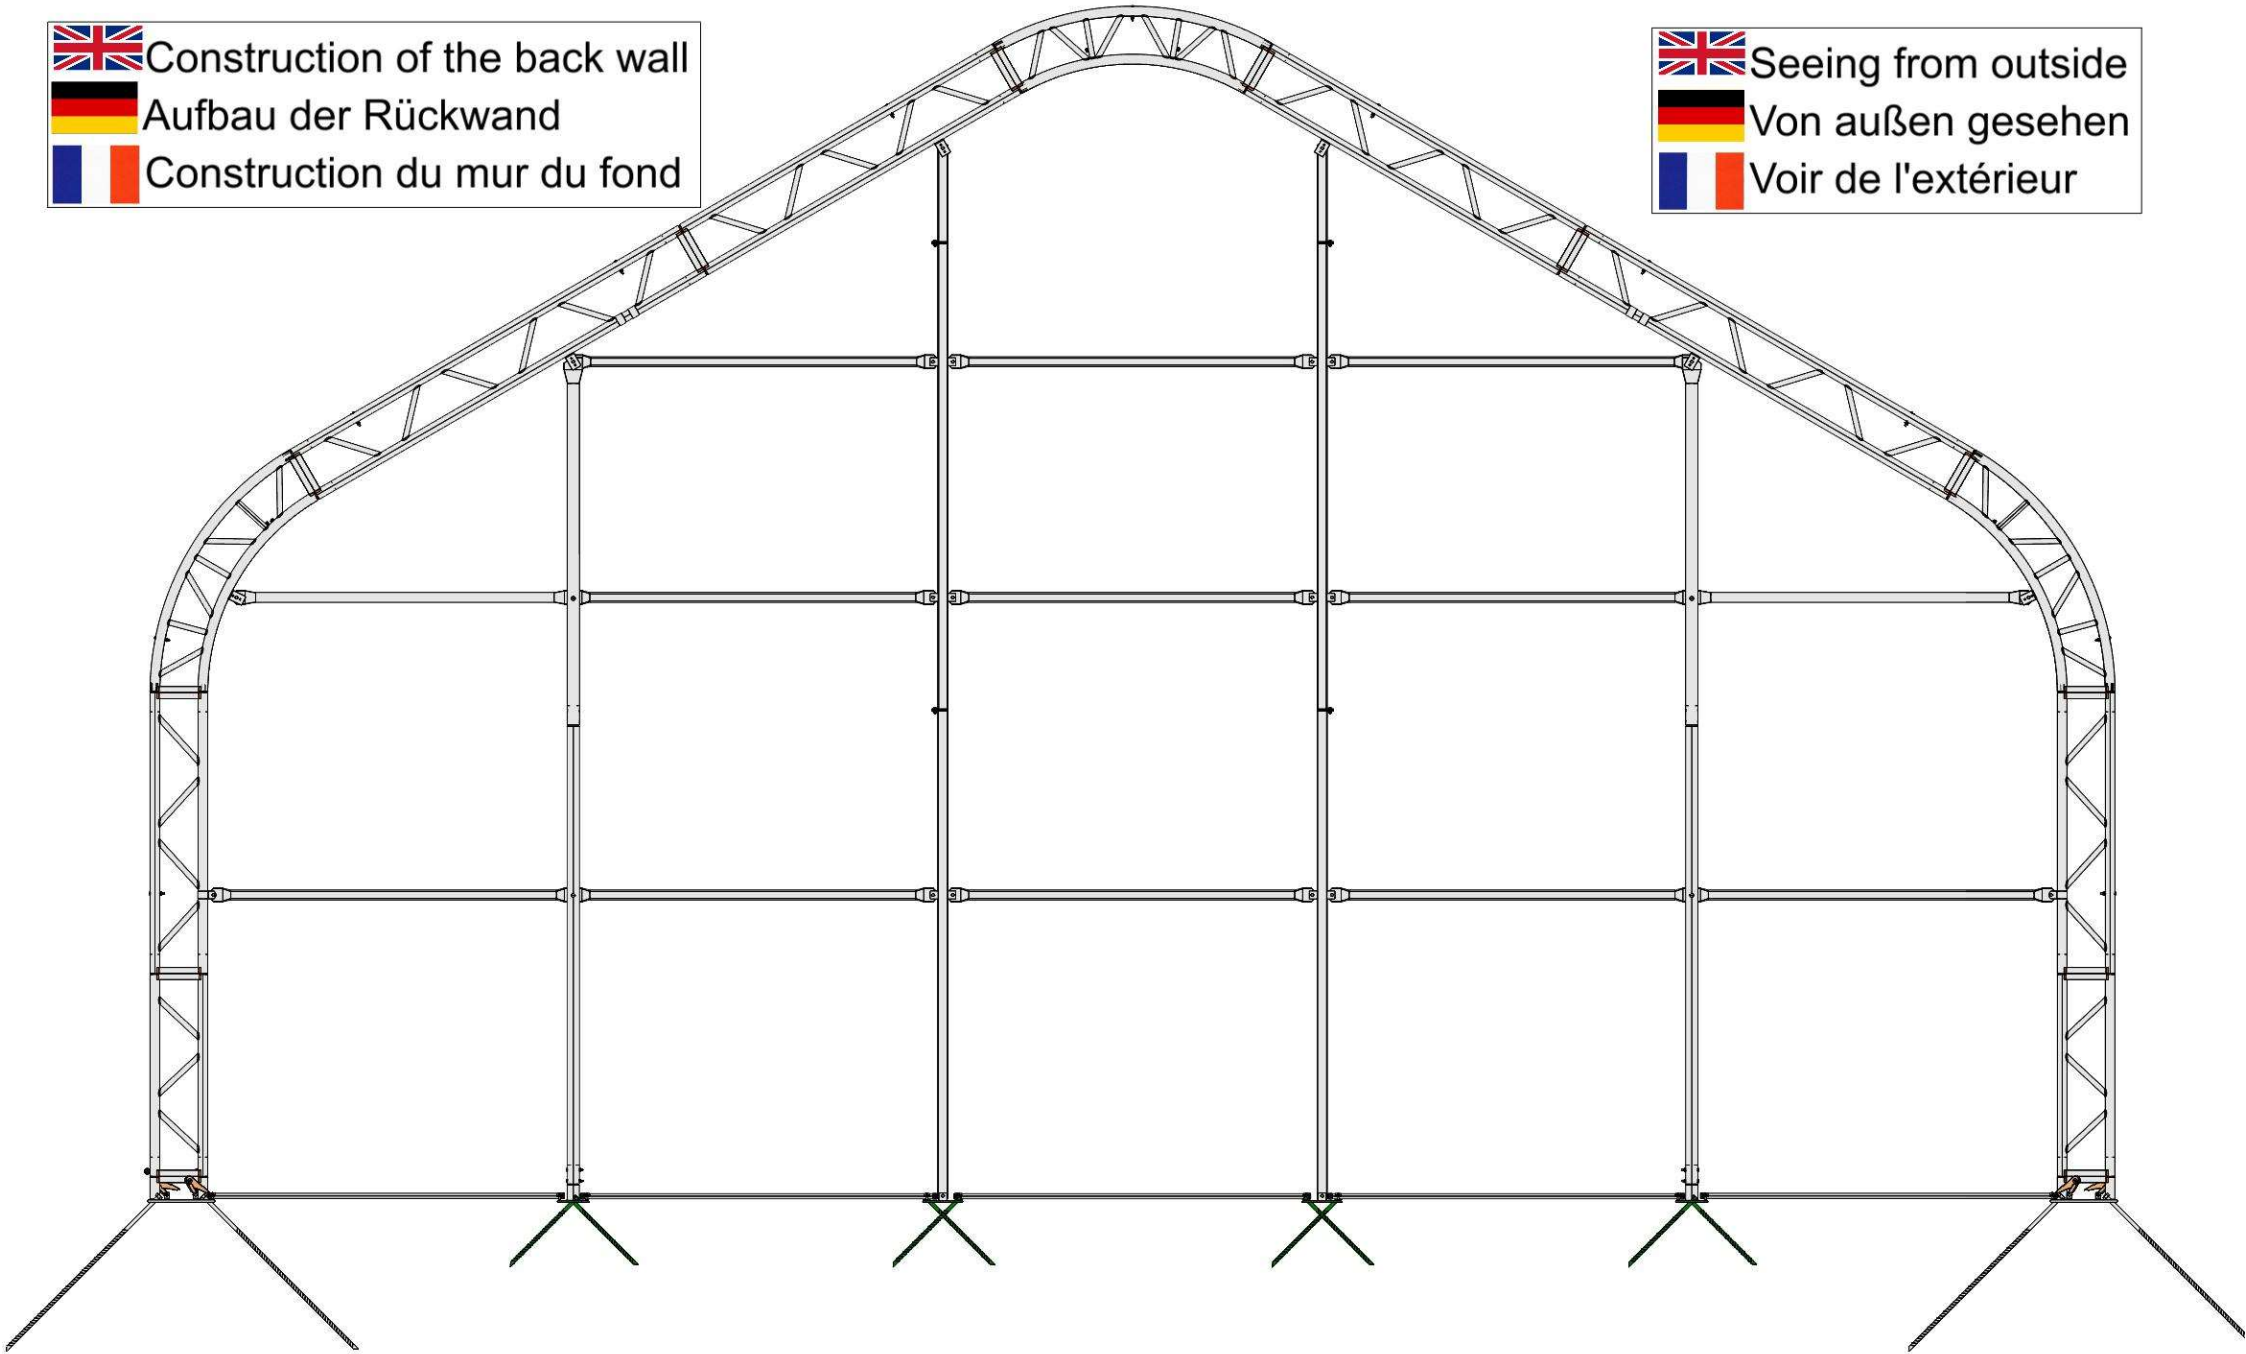 Construction of the back wall
Aufbau der Rückwand
Construction du mur du fond
Seeing from outside
Von außen gesehen
Voir de l'extérieur